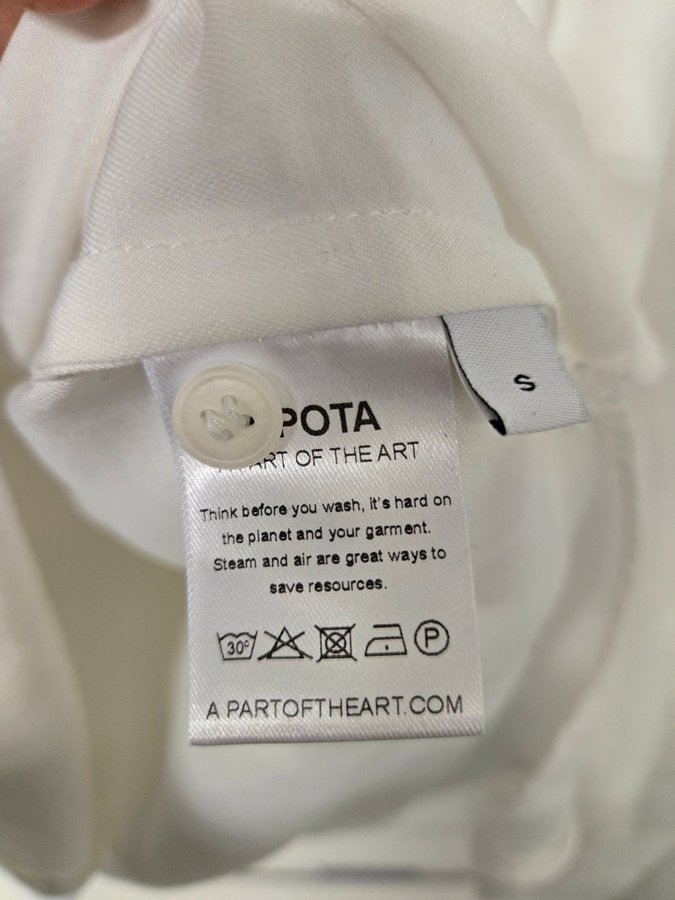 POTA
ART OF THE ART
Think before you wash, it's hard on
the planet and your garment.
Steam and air are great ways to
save resources.
30° P
A PARTOFTHEART.COM
S